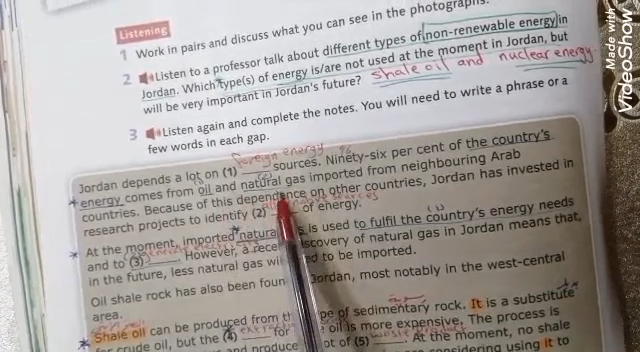 Listening
1 Work in pairs and discuss what you can see in the photographs.
2 Listen to a professor talk about different types of non-renewable energy in
Jordan. Which type(s) of energy is/are not used at the moment in Jordan, but
will be very important in Jordan's future? shale oil and nuclear energy.
3 Listen again and complete the notes. You will need to write a phrase or a
few words in each gap.
foreign energy 96
Jordan depends a lot on (1) sources. Ninety-six per cent of the country's
energy comes from oil and natural gas imported from neighbouring Arab
countries. Because of this dependence on other countries, Jordan has invested in
research projects to identify (2) of energy.
At the moment, imported natural is used to fulfil the country's energy needs
and to (3) However, a discovery of natural gas in Jordan means that,
in the future, less natural gas to be imported.
Oil shale rock has also been Jordan, most notably in the west-central
area.
Shale oil can be produced from of sedimentary rock. It is a substitute
for crude oil, but the (4) for oil is more expensive. The process is
and produce of (5) At the moment, no shale
considering using it to
Made with
VideoShow